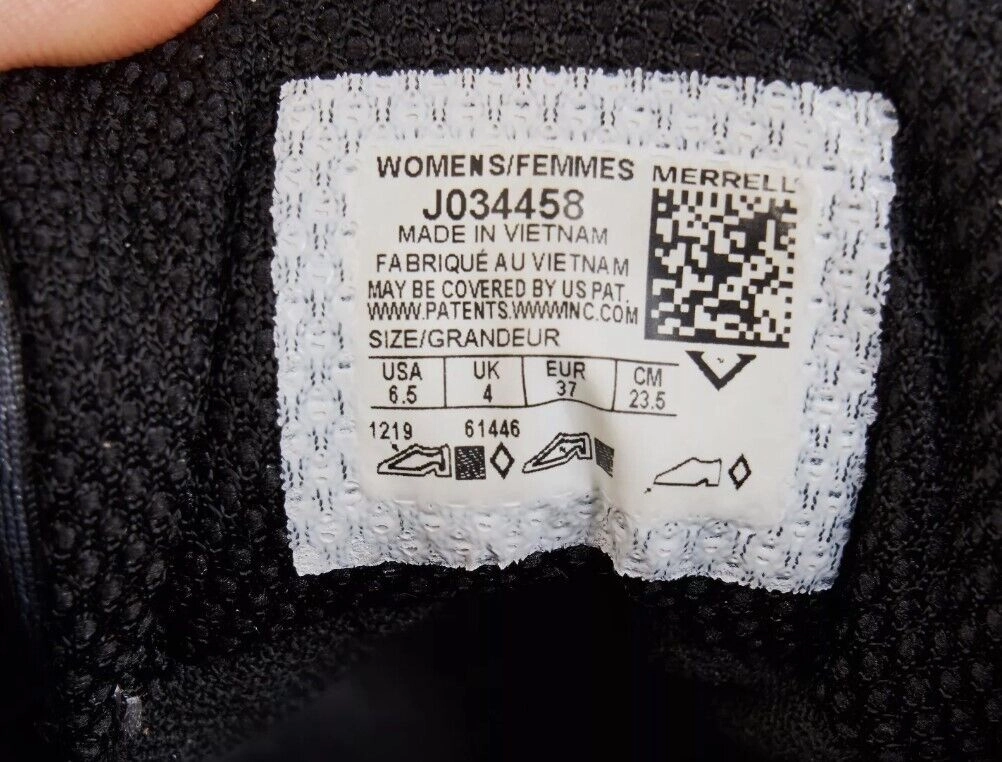 WOMENS/FEMMES
MERRELL
J034458
MADE IN VIETNAM
FABRIQUÉ AU VIETNAM
MAY BE COVERED BY US PAT.
WWW.PATENTS.WWWINC.COM
SIZE/GRANDEUR
USA UK EUR CM
6.5 4 37 23.5
1219 61446